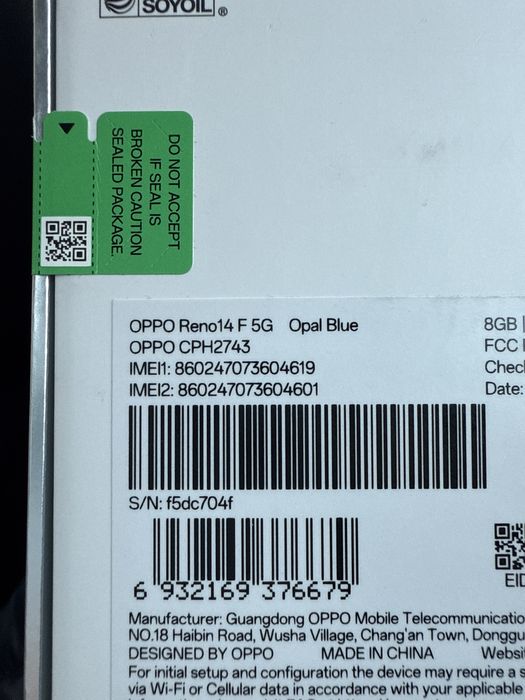 SOYOIL ®
DO NOT ACCEPT
IF SEAL IS
BROKEN CAUTION
SEALED PACKAGE.
OPPO Reno14 F 5G Opal Blue
8GB |
OPPO CPH2743
FCC
IMEI1: 860247073604619
IMEI2: 860247073604601
Date:
S/N: f5dc704f
6 932169 376679
EID
Manufacturer: Guangdong OPPO Mobile
NO.18 Haibin Road, Wusha Village, Chang'an Town,
DESIGNED BY OPPO MADE IN CHINA
For initial setup and configuration the device may require a
via Wi-Fi or Cellular data in accordance with your applicable